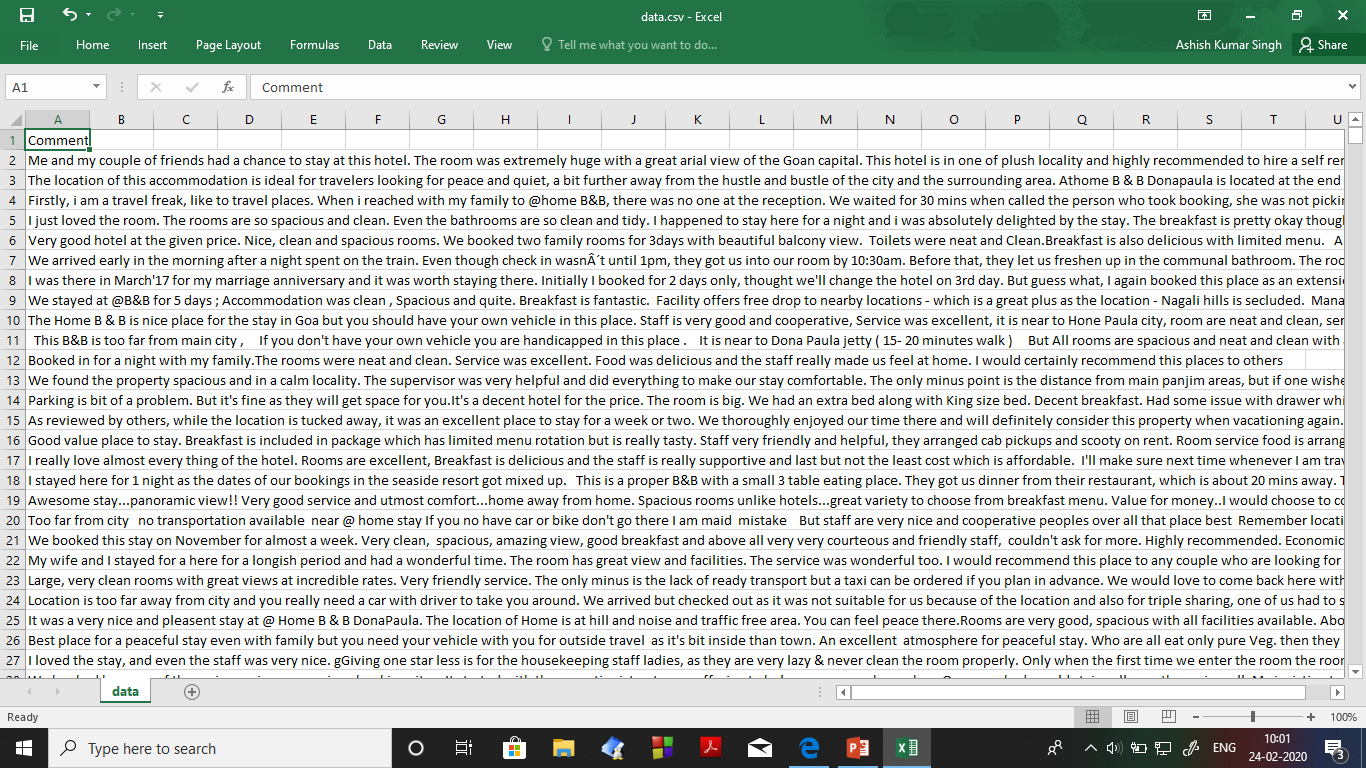 data.csv - Excel
File Home Insert Page Layout Formulas Data Review View Tell me what you want to do... Ashish Kumar Singh Share
A1 fx Comment
A B C D E F G H I J K L M N O P Q R S T U
1 Comment
2 Me and my couple of friends had a chance to stay at this hotel. The room was extremely huge with a great arial view of the Goan capital. This hotel is in one of plush locality and highly recommended to hire a self
3 The location of this accommodation is ideal for travelers looking for peace and quiet, a bit further away from the hustle and bustle of the city and the surrounding area. Athome B & B Donapaula is located at the end
4 Firstly, i am a travel freak, like to travel places. When i reached with my family to @home B&B, there was no one at the reception. We waited for 30 mins when called the person who took booking, she was not
5 I just loved the room. The rooms are so spacious and clean. Even the bathrooms are so clean and tidy. I happened to stay here for a night and i was absolutely delighted by the stay. The breakfast is pretty okay
6 Very good hotel at the given price. Nice, clean and spacious rooms. We booked two family rooms for 3days with beautiful balcony view. Toilets were neat and Clean.Breakfast is also delicious with limited menu. A
7 We arrived early in the morning after a night spent on the train. Even though check in wasnÂ´t until 1pm, they got us into our room by 10:30am. Before that, they let us freshen up in the communal bathroom. The
8 I was there in March'17 for my marriage anniversary and it was worth staying there. Initially I booked for 2 days only, thought we'll change the hotel on 3rd day. But guess what, I again booked this place as an
9 We stayed at @B&B for 5 days ; Accommodation was clean , Spacious and quite. Breakfast is fantastic. Facility offers free drop to nearby locations - which is a great plus as the location - Nagali hills is secluded.
10 The Home B & B is nice place for the stay in Goa but you should have your own vehicle in this place. Staff is very good and cooperative, Service was excellent, it is near to Hone Paula city, room are neat and clean,
11 This B&B is too far from main city , If you don't have your own vehicle you are handicapped in this place . It is near to Dona Paula jetty ( 15- 20 minutes walk ) But All rooms are spacious and neat and clean with
12 Booked in for a night with my family.The rooms were neat and clean. Service was excellent. Food was delicious and the staff really made us feel at home. I would certainly recommend this places to others
13 We found the property spacious and in a calm locality. The supervisor was very helpful and did everything to make our stay comfortable. The only minus point is the distance from main panjim areas, but if one
14 Parking is bit of a problem. But it's fine as they will get space for you.It's a decent hotel for the price. The room is big. We had an extra bed along with King size bed. Decent breakfast. Had some issue with drawer
15 As reviewed by others, while the location is tucked away, it was an excellent place to stay for a week or two. We thoroughly enjoyed our time there and will definitely consider this property when vacationing again.
16 Good value place to stay. Breakfast is included in package which has limited menu rotation but is really tasty. Staff very friendly and helpful, they arranged cab pickups and scooty on rent. Room service food is
17 I really love almost every thing of the hotel. Rooms are excellent, Breakfast is delicious and the staff is really supportive and last but not the least cost which is affordable. I'll make sure next time whenever I am
18 I stayed here for 1 night as the dates of our bookings in the seaside resort got mixed up. This is a proper B&B with a small 3 table eating place. They got us dinner from their restaurant, which is about 20 mins away.
19 Awesome stay...panoramic view!! Very good service and utmost comfort...home away from home. Spacious rooms unlike hotels...great variety to choose from breakfast menu. Value for money..I would choose to
20 Too far from city no transportation available near @ home stay If you no have car or bike don't go there I am maid mistake But staff are very nice and cooperative peoples over all that place best Remember
21 We booked this stay on November for almost a week. Very clean, spacious, amazing view, good breakfast and above all very very courteous and friendly staff, couldn't ask for more. Highly recommended.
22 My wife and I stayed for a here for a longish period and had a wonderful time. The room has great view and facilities. The service was wonderful too. I would recommend this place to any couple who are looking for
23 Large, very clean rooms with great views at incredible rates. Very friendly service. The only minus is the lack of ready transport but a taxi can be ordered if you plan in advance. We would love to come back here with
24 Location is too far away from city and you really need a car with driver to take you around. We arrived but checked out as it was not suitable for us because of the location and also for triple sharing, one of us had to
25 It was a very nice and pleasent stay at @ Home B & B DonaPaula. The location of Home is at hill and noise and traffic free area. You can feel peace there.Rooms are very good, spacious with all facilities available.
26 Best place for a peaceful stay even with family but you need your vehicle with you for outside travel as it's bit inside than town. An excellent atmosphere for peaceful stay. Who are all eat only pure Veg. then they
27 I loved the stay, and even the staff was very nice. gGiving one star less is for the housekeeping staff ladies, as they are very lazy & never clean the room properly. Only when the first time we enter the room the
data
Ready 100%
Type here to search ENG 10:01
24-02-2020 3